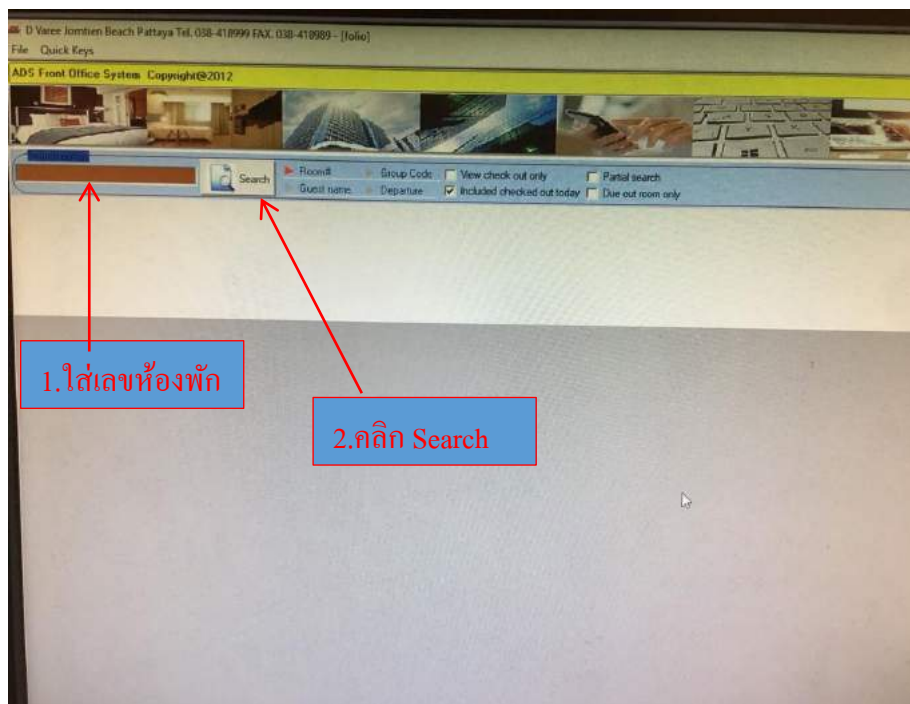 D Varee Jomtien Beach Pattaya Tel. 038-418999 FAX. 038-418989 - [folio]
File Quick Keys
ADS Front Office System Copyright@2012
Search
Room#
Group Code
View check out only
Partial search
Guest name
Departure
Included checked out today
Due out room only
1.ใส่เลขห้องพัก
2.คลิก Search